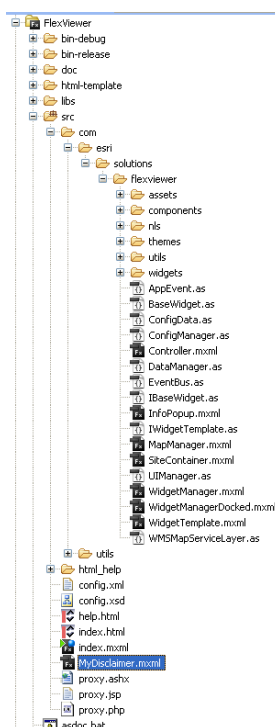 FlexViewer
bin-debug
bin-release
doc
html-template
libs
src
com
esri
solutions
flexviewer
assets
components
nls
themes
utils
widgets
AppEvent.as
BaseWidget.as
ConfigData.as
ConfigManager.as
Controller.mxml
DataManager.as
EventBus.as
IBaseWidget.as
InfoPopup.mxml
IWidgetTemplate.as
MapManager.mxml
SiteContainer.mxml
UIManager.as
WidgetManager.mxml
WidgetManagerDocked.mxml
WidgetTemplate.mxml
WMSMapServiceLayer.as
utils
html_help
config.xml
config.xsd
help.html
index.html
index.mxml
MyDisclaimer.mxml
proxy.ashx
proxy.jsp
proxy.php
asdoc.bat